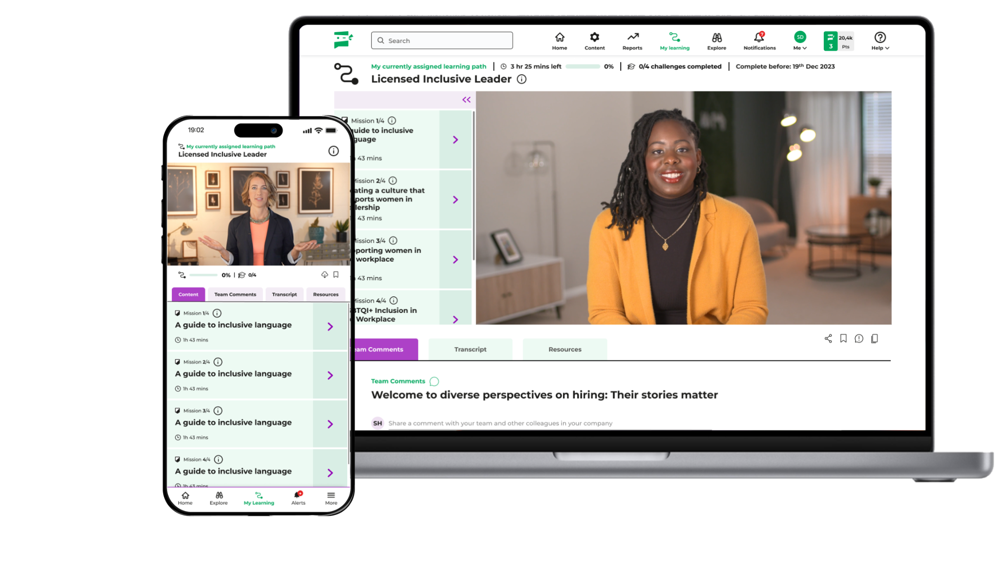 Search
Home
Content
Reports
My learning
Explore
7
Notifications
SD
Me
3
20,4k
Pts
Help
My currently assigned learning path
3 hr 25 mins left
0%
0/4 challenges completed
Complete before: 19th Dec 2023
Licensed Inclusive Leader
Mission 1/4
uide to inclusive
guage
43 mins
ission 2/4
ating a culture that
ports women in
lership
43 mins
ission 3/4
porting women in
workplace
43 mins
ission 4/4
BTQI+ Inclusion in
Workplace
eam Comments
Transcript
Resources
Team Comments
Welcome to diverse perspectives on hiring: Their stories matter
SH
Share a comment with your team and other colleagues in your company
19:02
My currently assigned learning path
Licensed Inclusive Leader
0%
0/4
Content
Team Comments
Transcript
Resources
Mission 1/4
A guide to inclusive language
1h 43 mins
Mission 2/4
A guide to inclusive language
1h 43 mins
Mission 3/4
A guide to inclusive language
1h 43 mins
Mission 4/4
A guide to inclusive language
1h 43 mins
Home
Explore
My Learning
Alerts
More